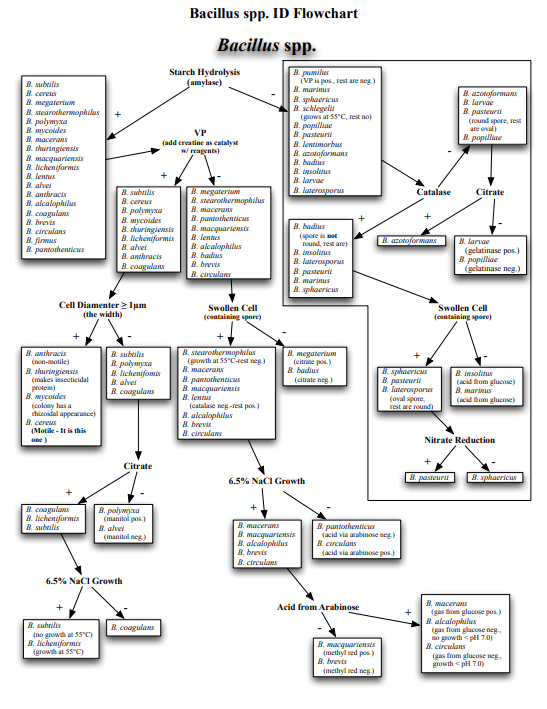 Bacillus spp. ID Flowchart
Bacillus spp.
Starch Hydrolysis
(amylase)
+
-
B. subtilis
B. cereus
B. megaterium
B. stearothermophilus
B. polymyxa
B. mycoides
B. macerans
B. thuringiensis
B. macquariensis
B. licheniformis
B. lentus
B. alvei
B. anthracis
B. alcalophilus
B. coagulans
B. brevis
B. circulans
B. firmus
B. pantothenticus
B. pumilus
(VP is pos., rest are neg.)
B. marinus
B. sphaericus
B. schlegelii
(grows at 55°C, rest no)
B. popilliae
B. pasteurii
B. lentimorbus
B. azotoformans
B. badius
B. insolitus
B. larvae
B. laterosporus
B. azotoformans
B. larvae
B. pasteurii
(round spore, rest
are oval)
B. popilliae
VP
(add creatine as catalyst
w/ reagents)
+
-
Catalase
+
-
Citrate
+
-
B. subtilis
B. cereus
B. polymyxa
B. mycoides
B. thuringiensis
B. licheniformis
B. alvei
B. anthracis
B. coagulans
B. megaterium
B. stearothermophilus
B. macerans
B. pantothenticus
B. macquariensis
B. lentus
B. alcalophilus
B. badius
B. brevis
B. circulans
B. badius
(spore is not
round, rest are)
B. insolitus
B. laterosporus
B. pasteurii
B. marinus
B. sphaericus
B. azotoformans
B. larvae
(gelatinase pos.)
B. popilliae
(gelatinase neg.)
Cell Diamenter ≥ 1µm
(the width)
+
-
Swollen Cell
(containing spore)
+
-
Swollen Cell
(containing spore)
+
-
B. anthracis
(non-motile)
B. thuringiensis
(makes insecticidal
protein)
B. mycoides
(colony has a
rhizoidal appearance)
B. cereus
(Motile - It is this
one )
B. subtilis
B. polymyxa
B. lichenifomis
B. alvei
B. coagulans
B. stearothermophilus
(growth at 55°C-rest neg.)
B. macerans
B. pantothenticus
B. macquariensis
B. lentus
(catalase neg.-rest pos.)
B. alcalophilus
B. brevis
B. circulans
B. megaterium
(citrate pos.)
B. badius
(citrate neg.)
B. sphaericus
B. pasteurii
B. laterosporus
(oval spore,
rest are round)
B. insolitus
(acid from glucose)
B. marinus
(acid from glucose)
Nitrate Reduction
+
-
B. pasteurii
B. sphaericus
Citrate
+
-
B. coagulans
B. licheniformis
B. subtilis
B. polymyxa
(manitol pos.)
B. alvei
(manitol neg.)
6.5% NaCl Growth
+
-
B. macerans
B. macquariensis
B. alcalophilus
B. brevis
B. circulans
B. pantothenticus
(acid via arabinose neg.)
B. circulans
(acid via arabinose pos.)
6.5% NaCl Growth
+
-
B. subtilis
(no growth at 55°C)
B. licheniformis
(growth at 55°C)
B. coagulans
Acid from Arabinose
+
-
B. macquariensis
(methyl red pos.)
B. brevis
(methyl red neg.)
B. macerans
(gas from glucose pos.)
B. alcalophilus
(gas from glucose neg.,
no growth < pH 7.0)
B. circulans
(gas from glucose neg.,
growth < pH 7.0)